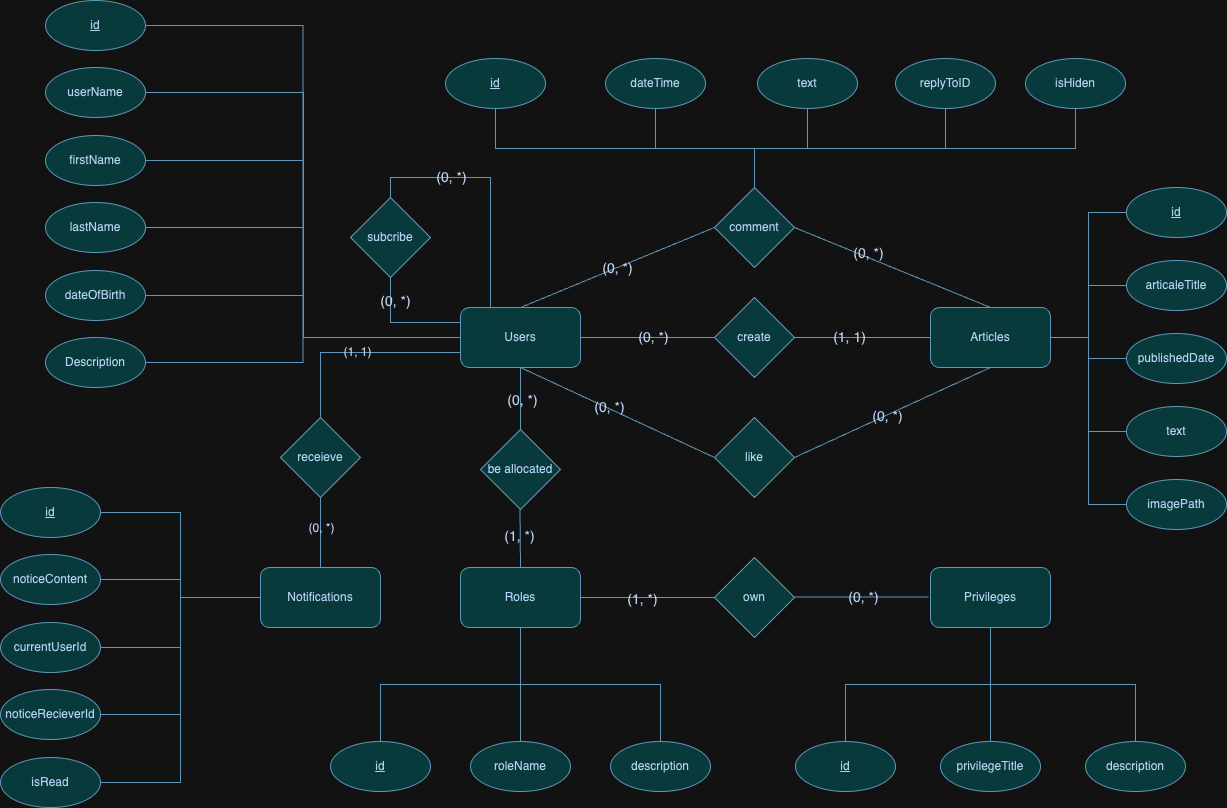 id
userName
firstName
lastName
dateOfBirth
Description
id
dateTime
text
replyToID
isHiden
(0, *)
subcribe
(0, *)
comment
(0, *)
(0, *)
id
articaleTitle
publishedDate
text
imagePath
Users
(0, *)
create
(1, 1)
Articles
(1, 1)
(0, *)
(0, *)
like
(0, *)
receieve
be allocated
(0, *)
(1, *)
id
noticeContent
currentUserId
noticeRecieverId
isRead
Notifications
Roles
(1, *)
own
(0, *)
Privileges
id
roleName
description
id
privilegeTitle
description